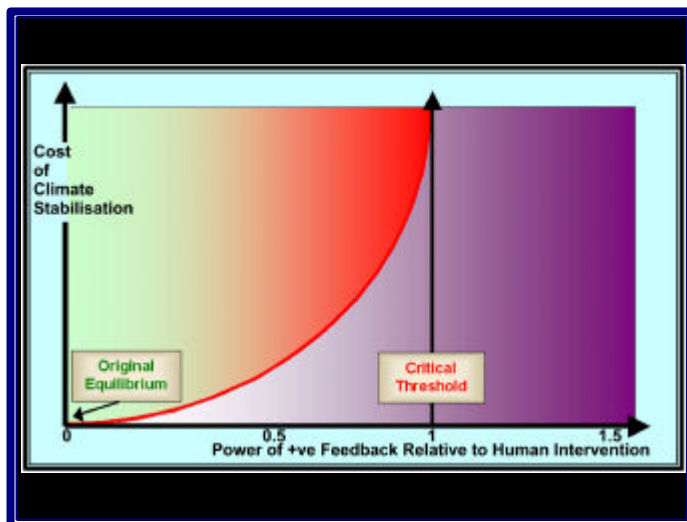 Cost
of
Climate
Stabilisation
Original
Equilibrium
Critical
Threshold
0
0.5
1
1.5
Power of +ve Feedback Relative to Human Intervention